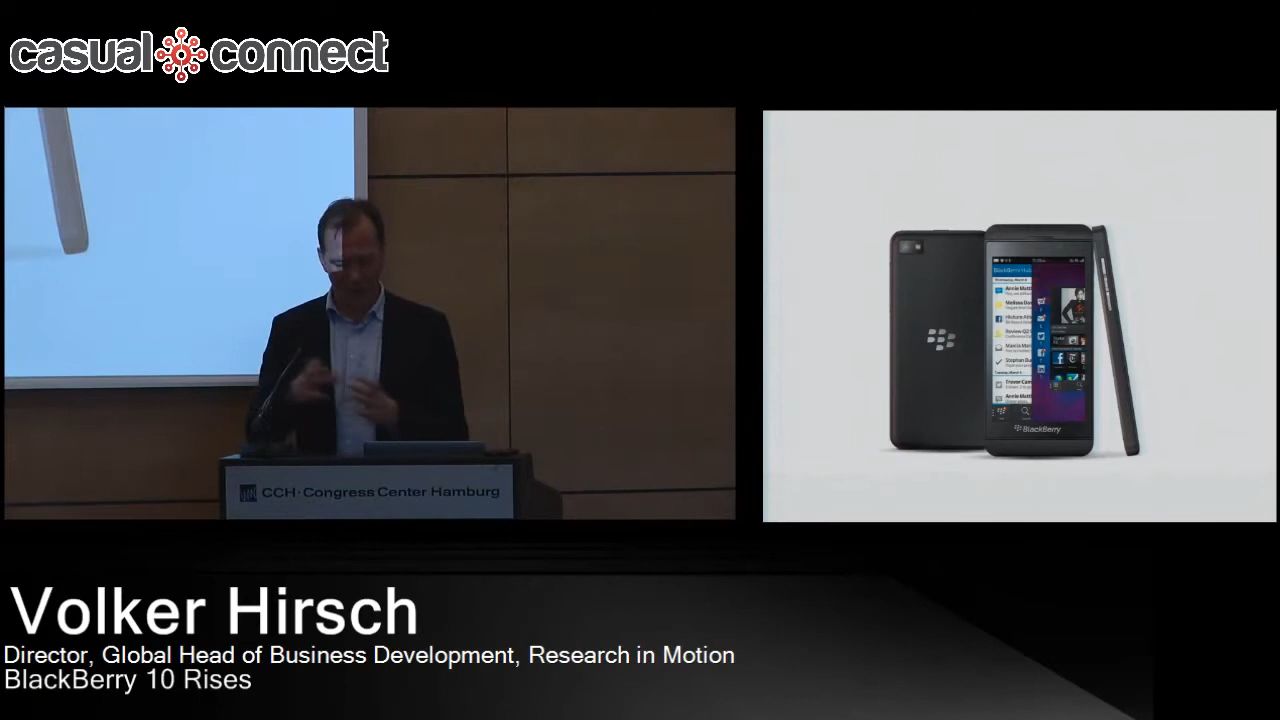 casual connect
CCH · Congress Center Hamburg
BlackBerry
Volker Hirsch
Director, Global Head of Business Development, Research in Motion
BlackBerry 10 Rises